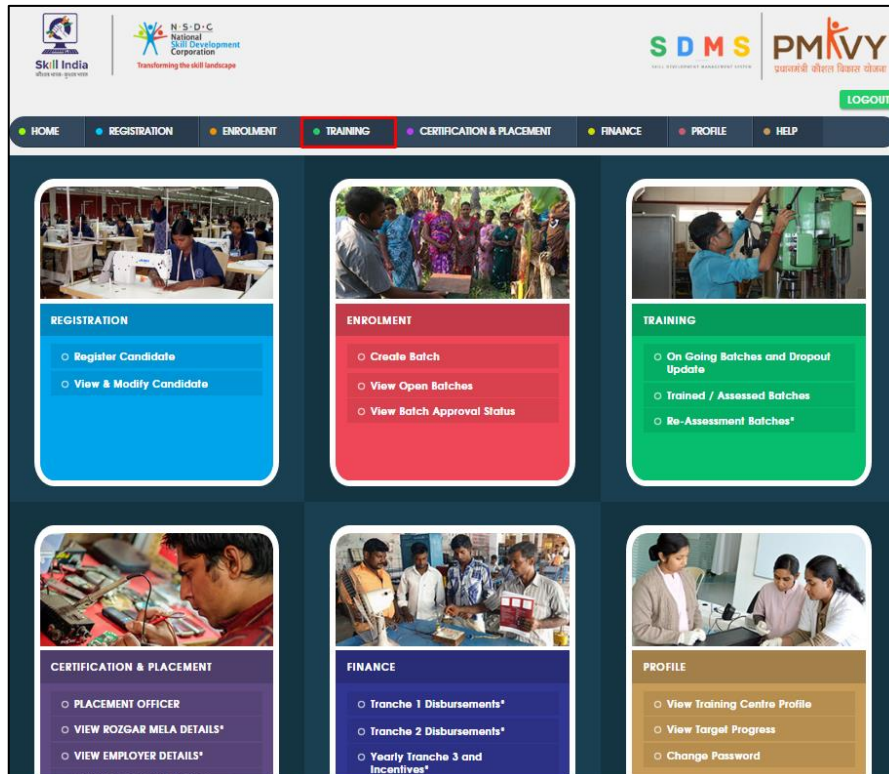 Skill India
कौशल भारत-कुशल भारत
N·S·D·C
National
Skill Development
Corporation
Transforming the skill landscape
S D M S
SKILL DEVELOPMENT MANAGEMENT SYSTEM
PMKVY
प्रधानमंत्री कौशल विकास योजना
LOGOUT
HOME REGISTRATION ENROLMENT TRAINING CERTIFICATION & PLACEMENT FINANCE PROFILE HELP
REGISTRATION
Register Candidate
View & Modify Candidate
ENROLMENT
Create Batch
View Open Batches
View Batch Approval Status
TRAINING
On Going Batches and Dropout
Update
Trained / Assessed Batches
Re-Assessment Batches*
CERTIFICATION & PLACEMENT
PLACEMENT OFFICER
VIEW ROZGAR MELA DETAILS*
VIEW EMPLOYER DETAILS*
FINANCE
Tranche 1 Disbursements*
Tranche 2 Disbursements*
Yearly Tranche 3 and
Incentives*
PROFILE
View Training Centre Profile
View Target Progress
Change Password